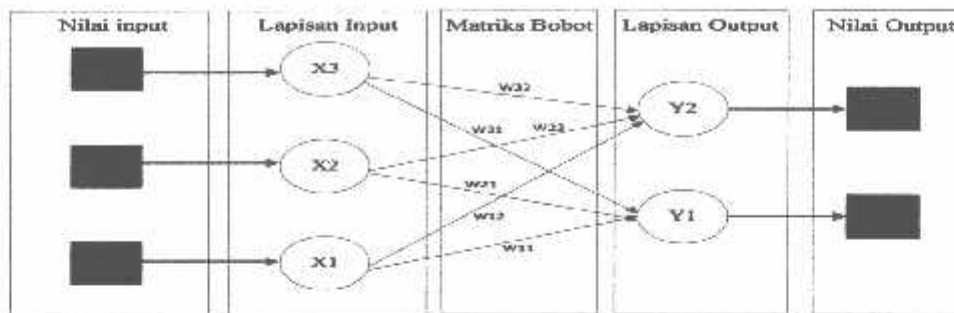 Nilai input
Lapisan Input
Matriks Bobot
Lapisan Output
Nilai Output
X3
W32
Y2
W31
W22
X2
W21
W12
Y1
X1
W11